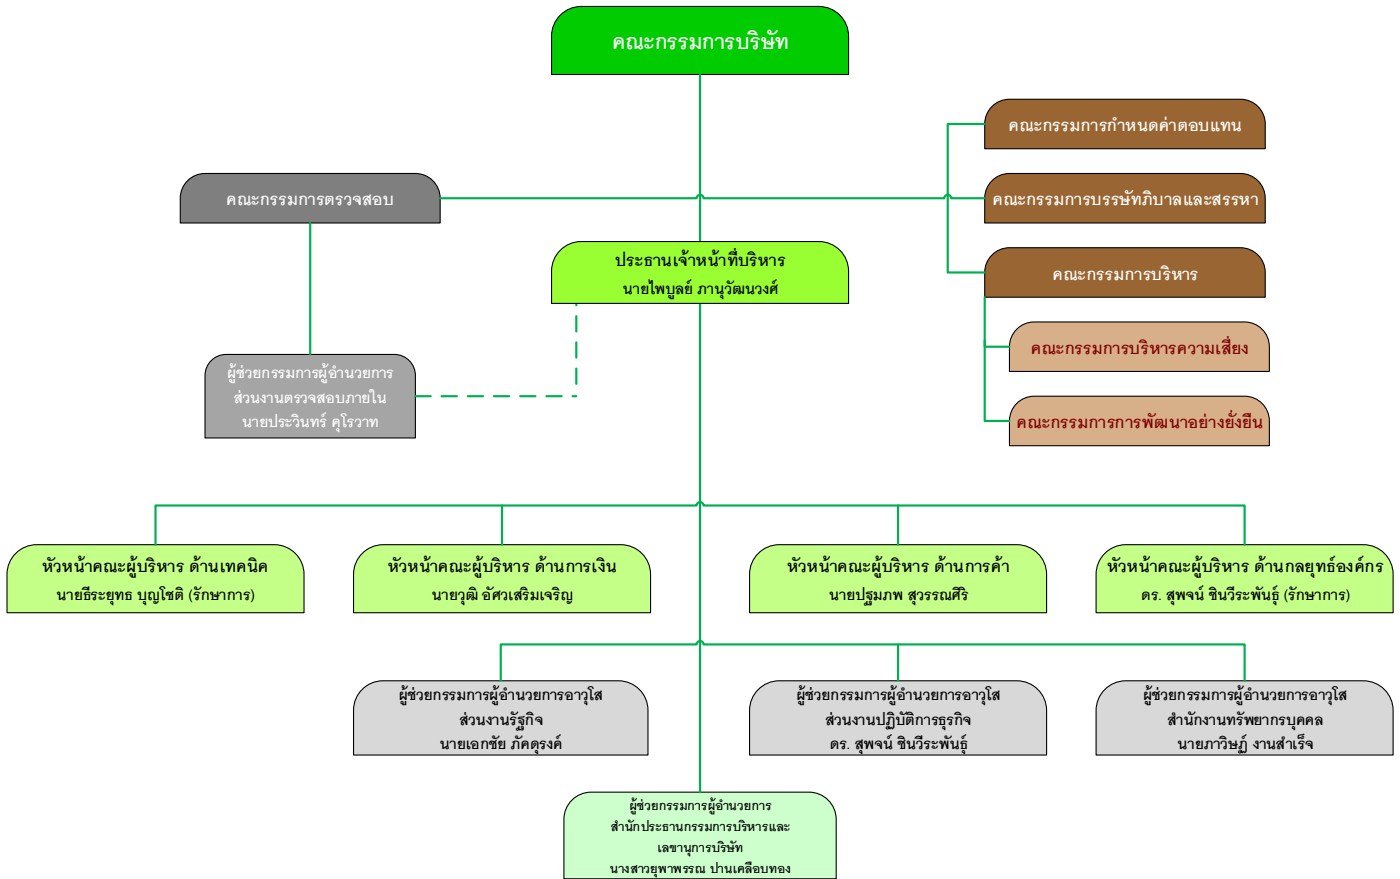 คณะกรรมการบริษัท
คณะกรรมการกำหนดค่าตอบแทน
คณะกรรมการตรวจสอบ
คณะกรรมการบรรษัทภิบาลและสรรหา
ประธานเจ้าหน้าที่บริหาร
นายไพบูลย์ ภานุวัฒนวงศ์
คณะกรรมการบริหาร
คณะกรรมการบริหารความเสี่ยง
ผู้ช่วยกรรมการผู้อำนวยการ
ส่วนงานตรวจสอบภายใน
นายประวินทร์ คุโรวาท
คณะกรรมการการพัฒนาอย่างยั่งยืน
หัวหน้าคณะผู้บริหาร ด้านเทคนิค
นายธีระยุทธ บุญโชติ (รักษาการ)
หัวหน้าคณะผู้บริหาร ด้านการเงิน
นายวุฒิ อัศวเสริมเจริญ
หัวหน้าคณะผู้บริหาร ด้านการค้า
นายปฐมภพ สุวรรณศิริ
หัวหน้าคณะผู้บริหาร ด้านกลยุทธ์องค์กร
ดร. สุพจน์ ชินวีระพันธุ์ (รักษาการ)
ผู้ช่วยกรรมการผู้อำนวยการอาวุโส
ส่วนงานรัฐกิจ
นายเอกชัย ภัคดุรงค์
ผู้ช่วยกรรมการผู้อำนวยการอาวุโส
ส่วนงานปฏิบัติการธุรกิจ
ดร. สุพจน์ ชินวีระพันธุ์
ผู้ช่วยกรรมการผู้อำนวยการอาวุโส
สำนักงานทรัพยากรบุคคล
นายภาวิษฏ์ งานสำเร็จ
ผู้ช่วยกรรมการผู้อำนวยการ
สำนักประธานกรรมการบริหารและ
เลขานุการบริษัท
นางสาวยุพาพรรณ ปานเคลือบทอง